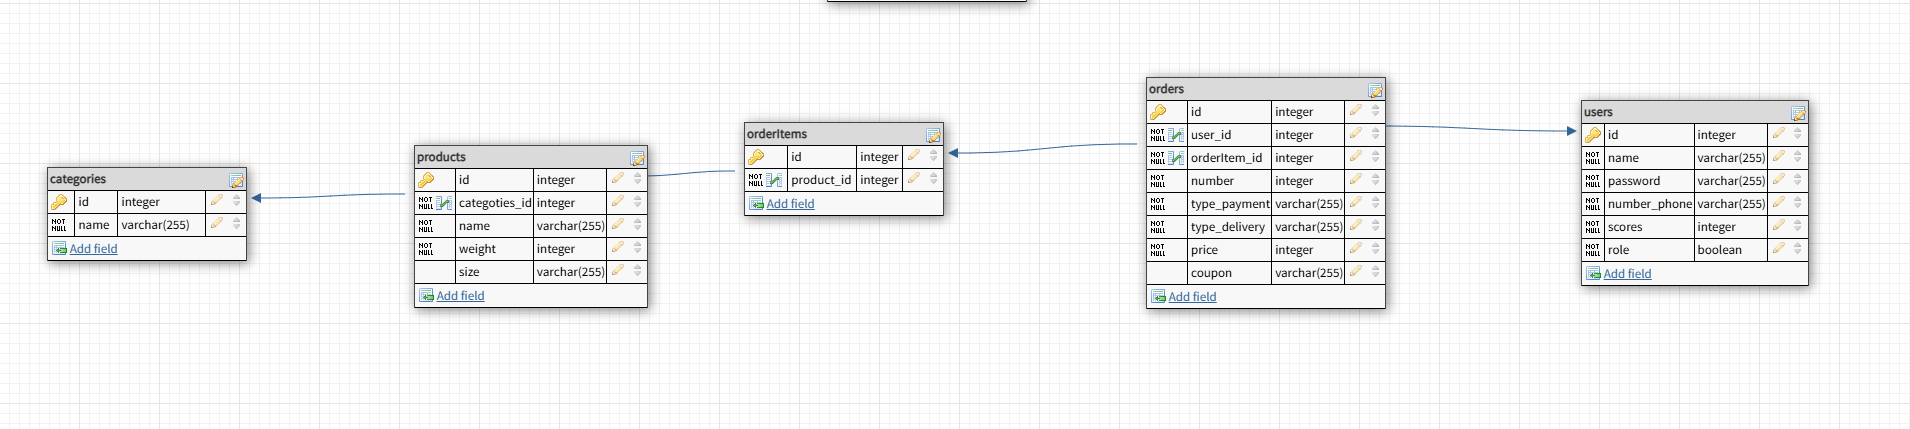 categories
id integer
NOT NULL name varchar(255)
Add field
products
id integer
NOT NULL categoties_id integer
NOT NULL name varchar(255)
NOT NULL weight integer
size varchar(255)
Add field
orderItems
id integer
NOT NULL product_id integer
Add field
orders
id integer
NOT NULL user_id integer
NOT NULL orderItem_id integer
NOT NULL number integer
NOT NULL type_payment varchar(255)
NOT NULL type_delivery varchar(255)
NOT NULL price integer
coupon varchar(255)
Add field
users
id integer
NOT NULL name varchar(255)
NOT NULL password varchar(255)
NOT NULL number_phone varchar(255)
NOT NULL scores integer
NOT NULL role boolean
Add field